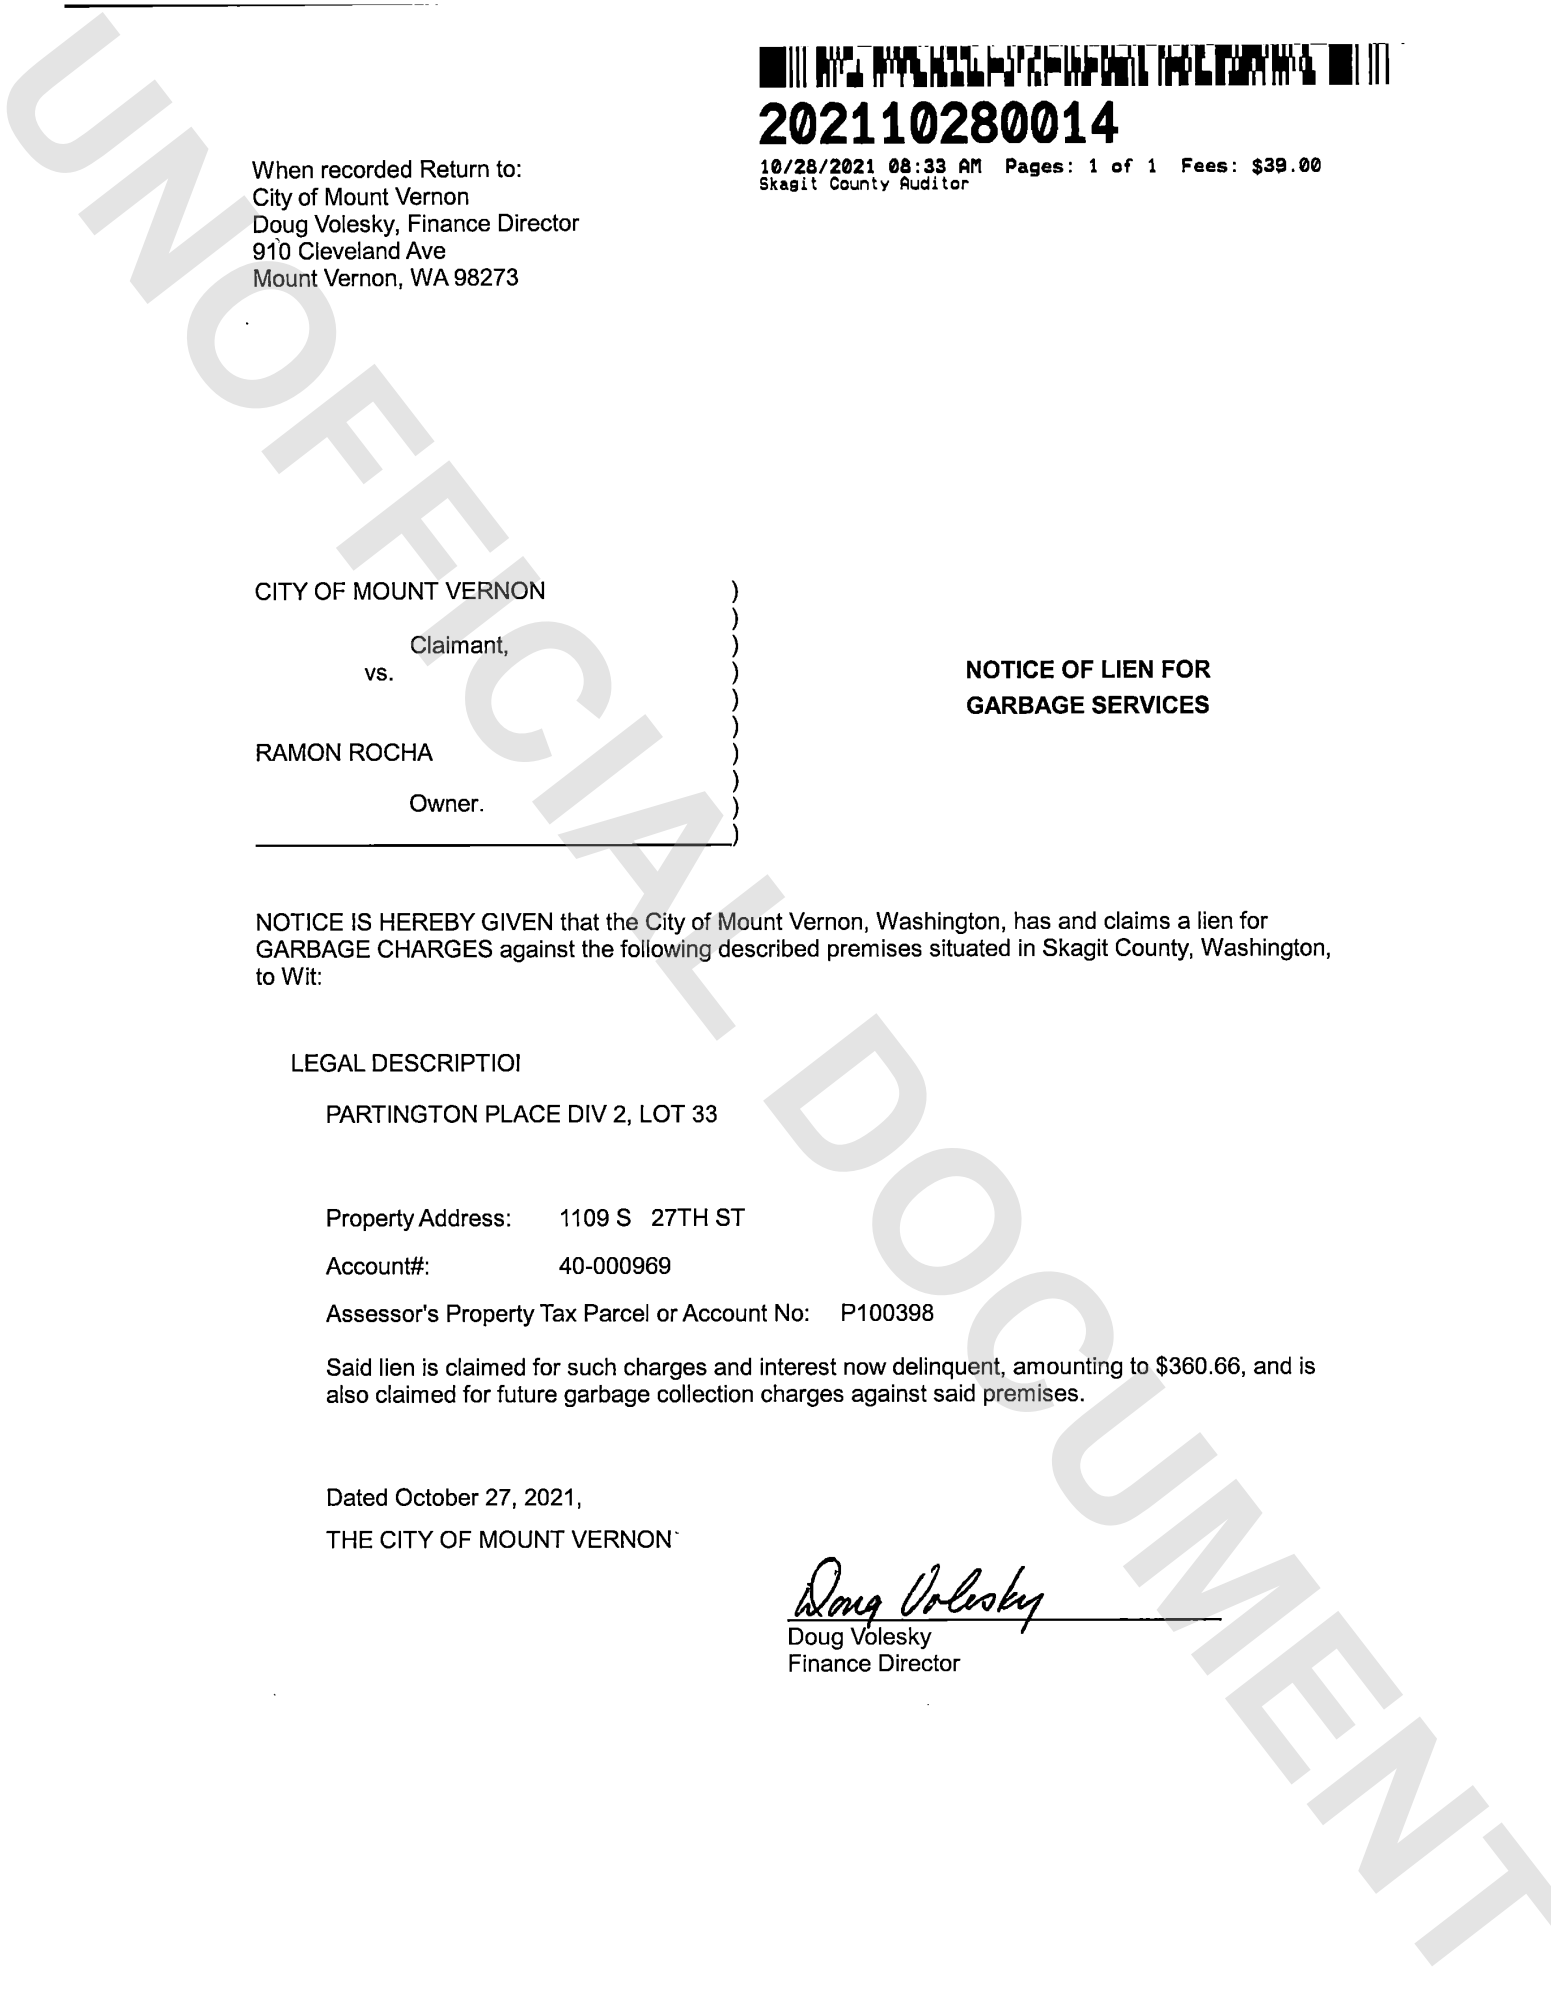 202110280014
10/28/2021 08:33 AM Pages: 1 of 1 Fees: $39.00
Skagit County Auditor
When recorded Return to:
City of Mount Vernon
Doug Volesky, Finance Director
910 Cleveland Ave
Mount Vernon, WA 98273
CITY OF MOUNT VERNON )
)
Claimant, )
vs. )
)
)
RAMON ROCHA )
)
Owner. )
)
NOTICE OF LIEN FOR
GARBAGE SERVICES
NOTICE IS HEREBY GIVEN that the City of Mount Vernon, Washington, has and claims a lien for
GARBAGE CHARGES against the following described premises situated in Skagit County, Washington,
to Wit:
LEGAL DESCRIPTIOI
PARTINGTON PLACE DIV 2, LOT 33
Property Address: 1109 S 27TH ST
Account#: 40-000969
Assessor's Property Tax Parcel or Account No: P100398
Said lien is claimed for such charges and interest now delinquent, amounting to $360.66, and is
also claimed for future garbage collection charges against said premises.
Dated October 27, 2021,
THE CITY OF MOUNT VERNON
Doug Volesky
Doug Volesky
Finance Director
UNOFFICIAL DOCUMENT